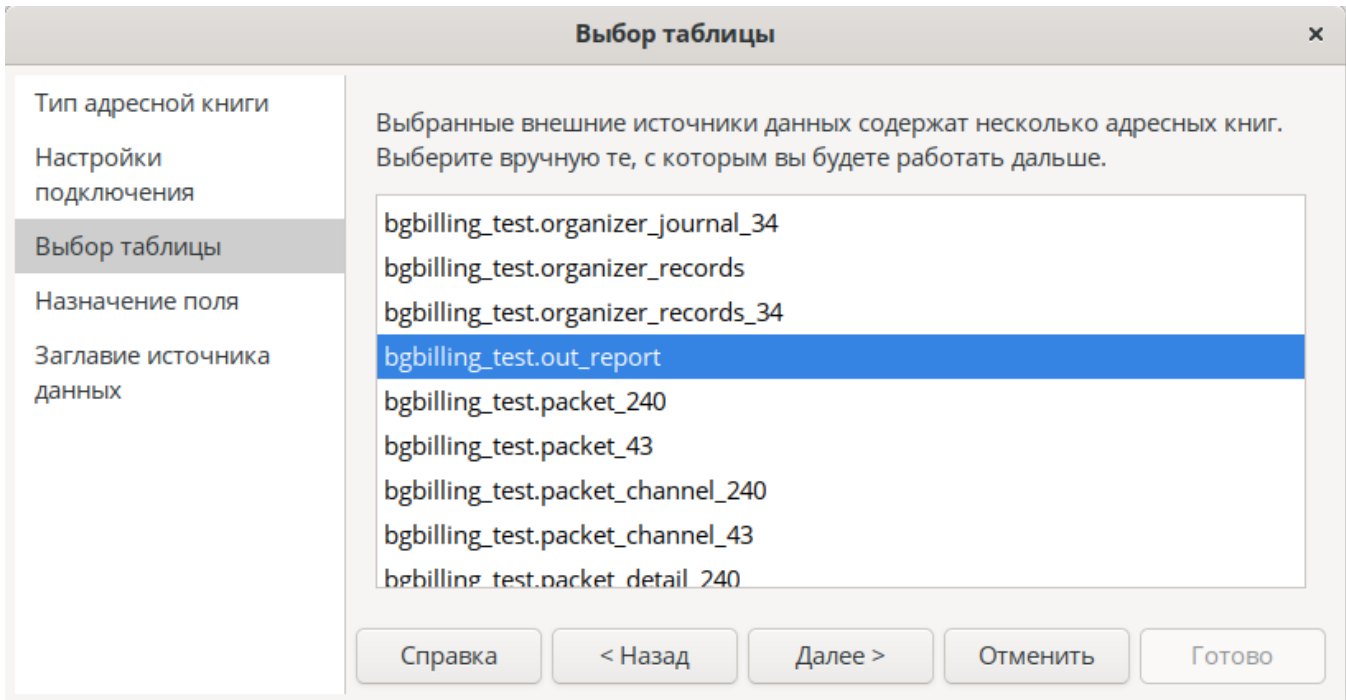 Выбор таблицы
×
Тип адресной книги
Настройки
подключения
Выбор таблицы
Назначение поля
Заглавие источника
данных
Выбранные внешние источники данных содержат несколько адресных книг.
Выберите вручную те, с которым вы будете работать дальше.
bgbilling_test.organizer_journal_34
bgbilling_test.organizer_records
bgbilling_test.organizer_records_34
bgbilling_test.out_report
bgbilling_test.packet_240
bgbilling_test.packet_43
bgbilling_test.packet_channel_240
bgbilling_test.packet_channel_43
bgbilling_test.packet_detail_240
Справка
< Назад
Далее >
Отменить
Готово